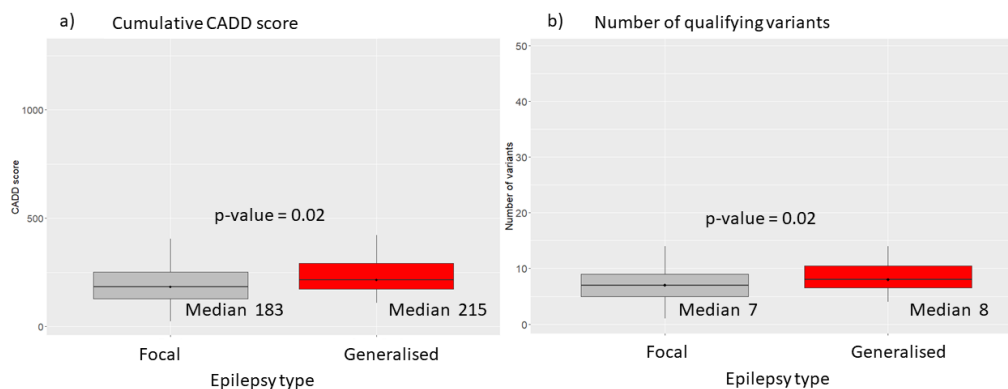 a) Cumulative CADD score
CADD score
1000
500
0
p-value = 0.02
Median 183
Median 215
Focal
Generalised
Epilepsy type
b) Number of qualifying variants
Number of variants
50
40
30
20
10
0
p-value = 0.02
Median 7
Median 8
Focal
Generalised
Epilepsy type